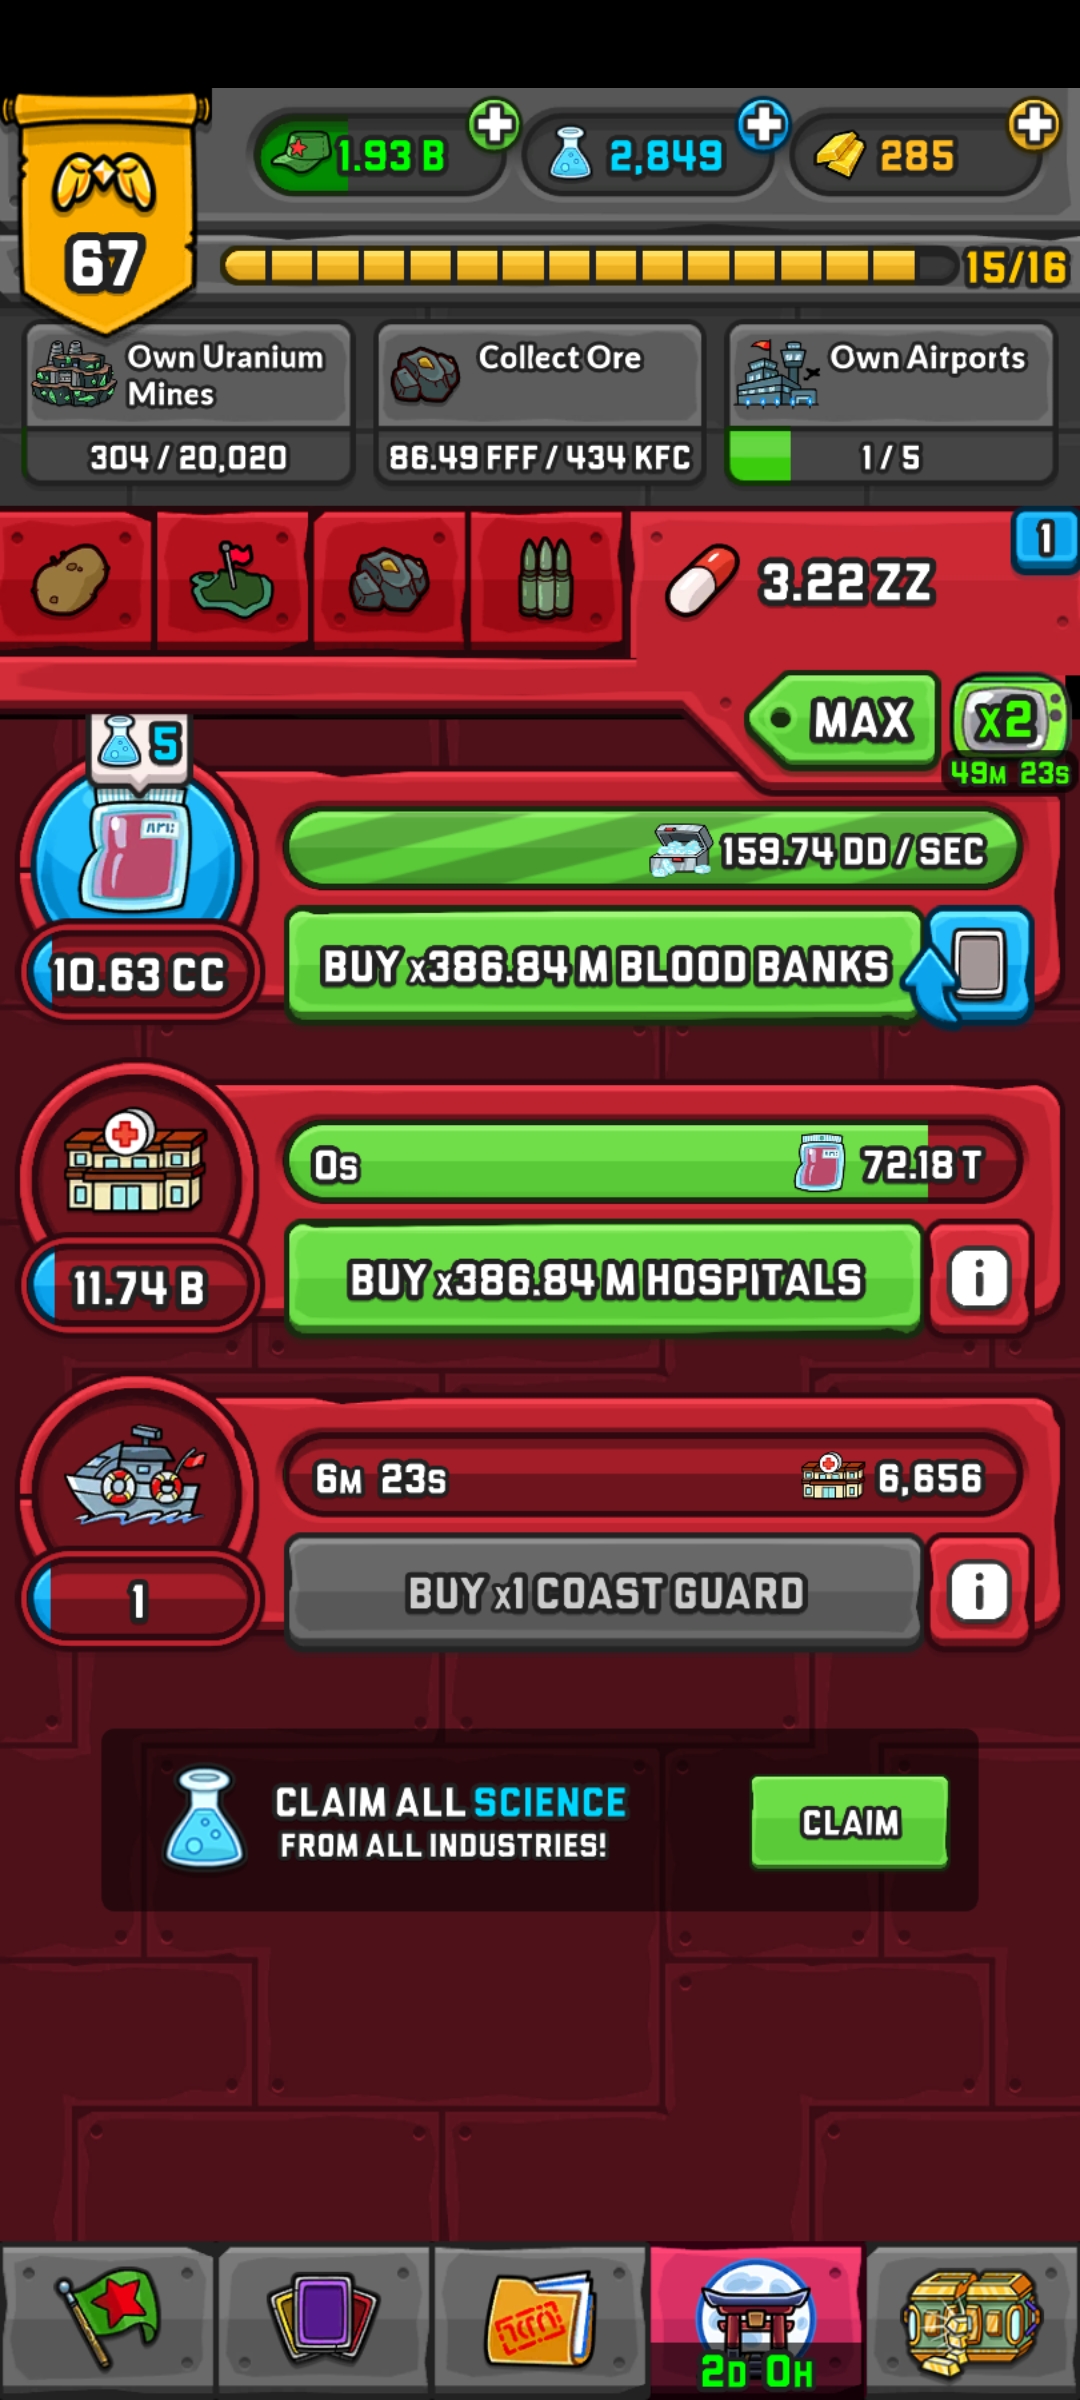 67
1.93 B
2,849
285
15/16
Own Uranium
Mines
304 / 20,020
Collect Ore
86.49 FFF / 434 KFC
Own Airports
1 / 5
1
3.22 ZZ
MAX
x2
49M 23S
5
159.74 DD / SEC
10.63 CC
BUY x386.84 M BLOOD BANKS
0s
72.18 T
11.74 B
BUY x386.84 M HOSPITALS
i
6M 23S
6,656
1
BUY x1 COAST GUARD
i
CLAIM ALL SCIENCE
FROM ALL INDUSTRIES!
CLAIM
2D 0H